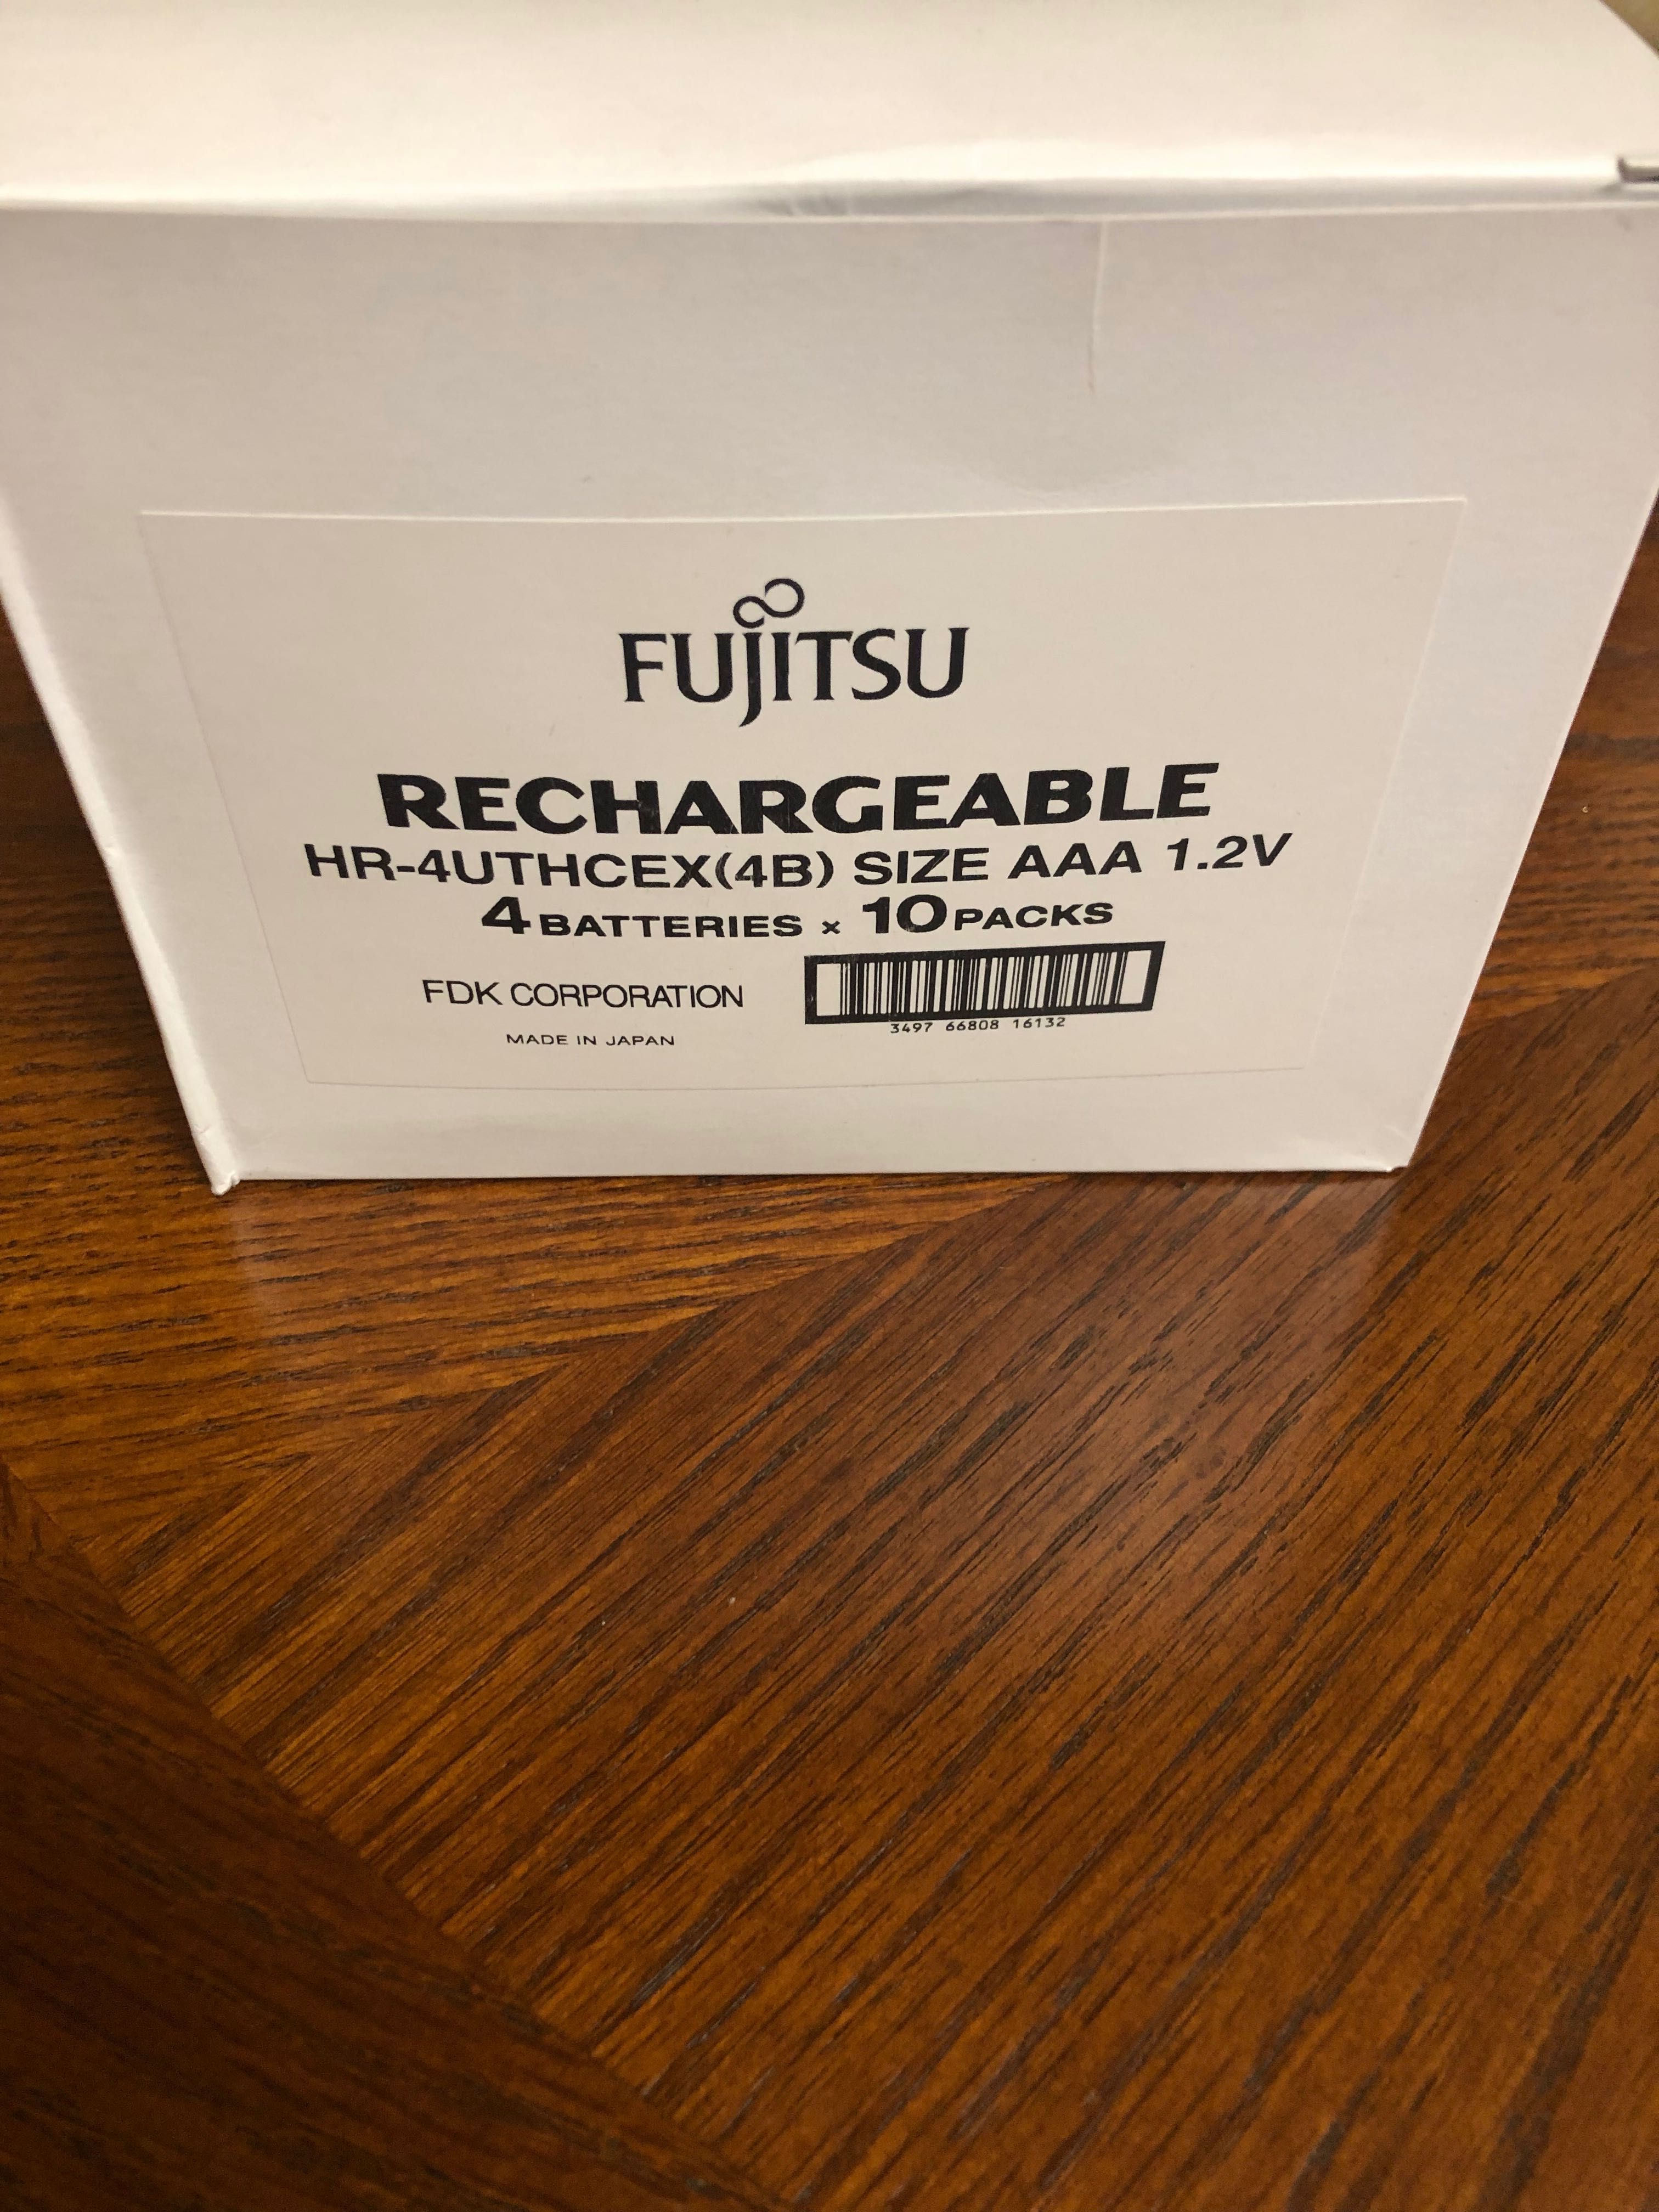 FUJITSU
RECHARGEABLE
HR-4UTHCEX(4B) SIZE AAA 1.2V
4 BATTERIES × 10 PACKS
FDK CORPORATION
MADE IN JAPAN
3497 66808 16132